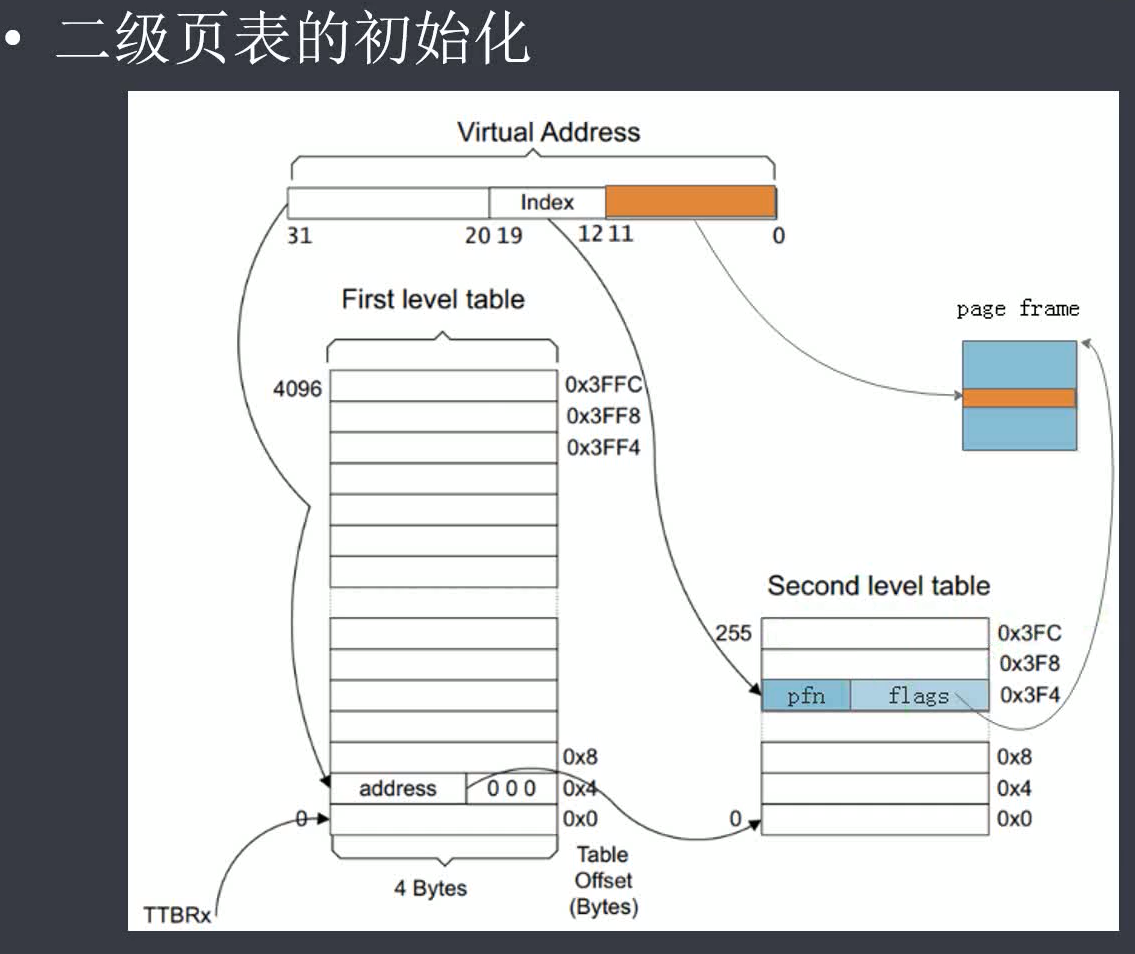 • 二级页表的初始化
Virtual Address
Index
31 20 19 12 11 0
First level table
page frame
4096 0x3FFC
0x3FF8
0x3FF4
Second level table
255 0x3FC
0x3F8
pfn flags 0x3F4
0x8 0x8
address 0 0 0 0x4 0x4
0 0x0 0 0x0
4 Bytes
Table
Offset
(Bytes)
TTBRx